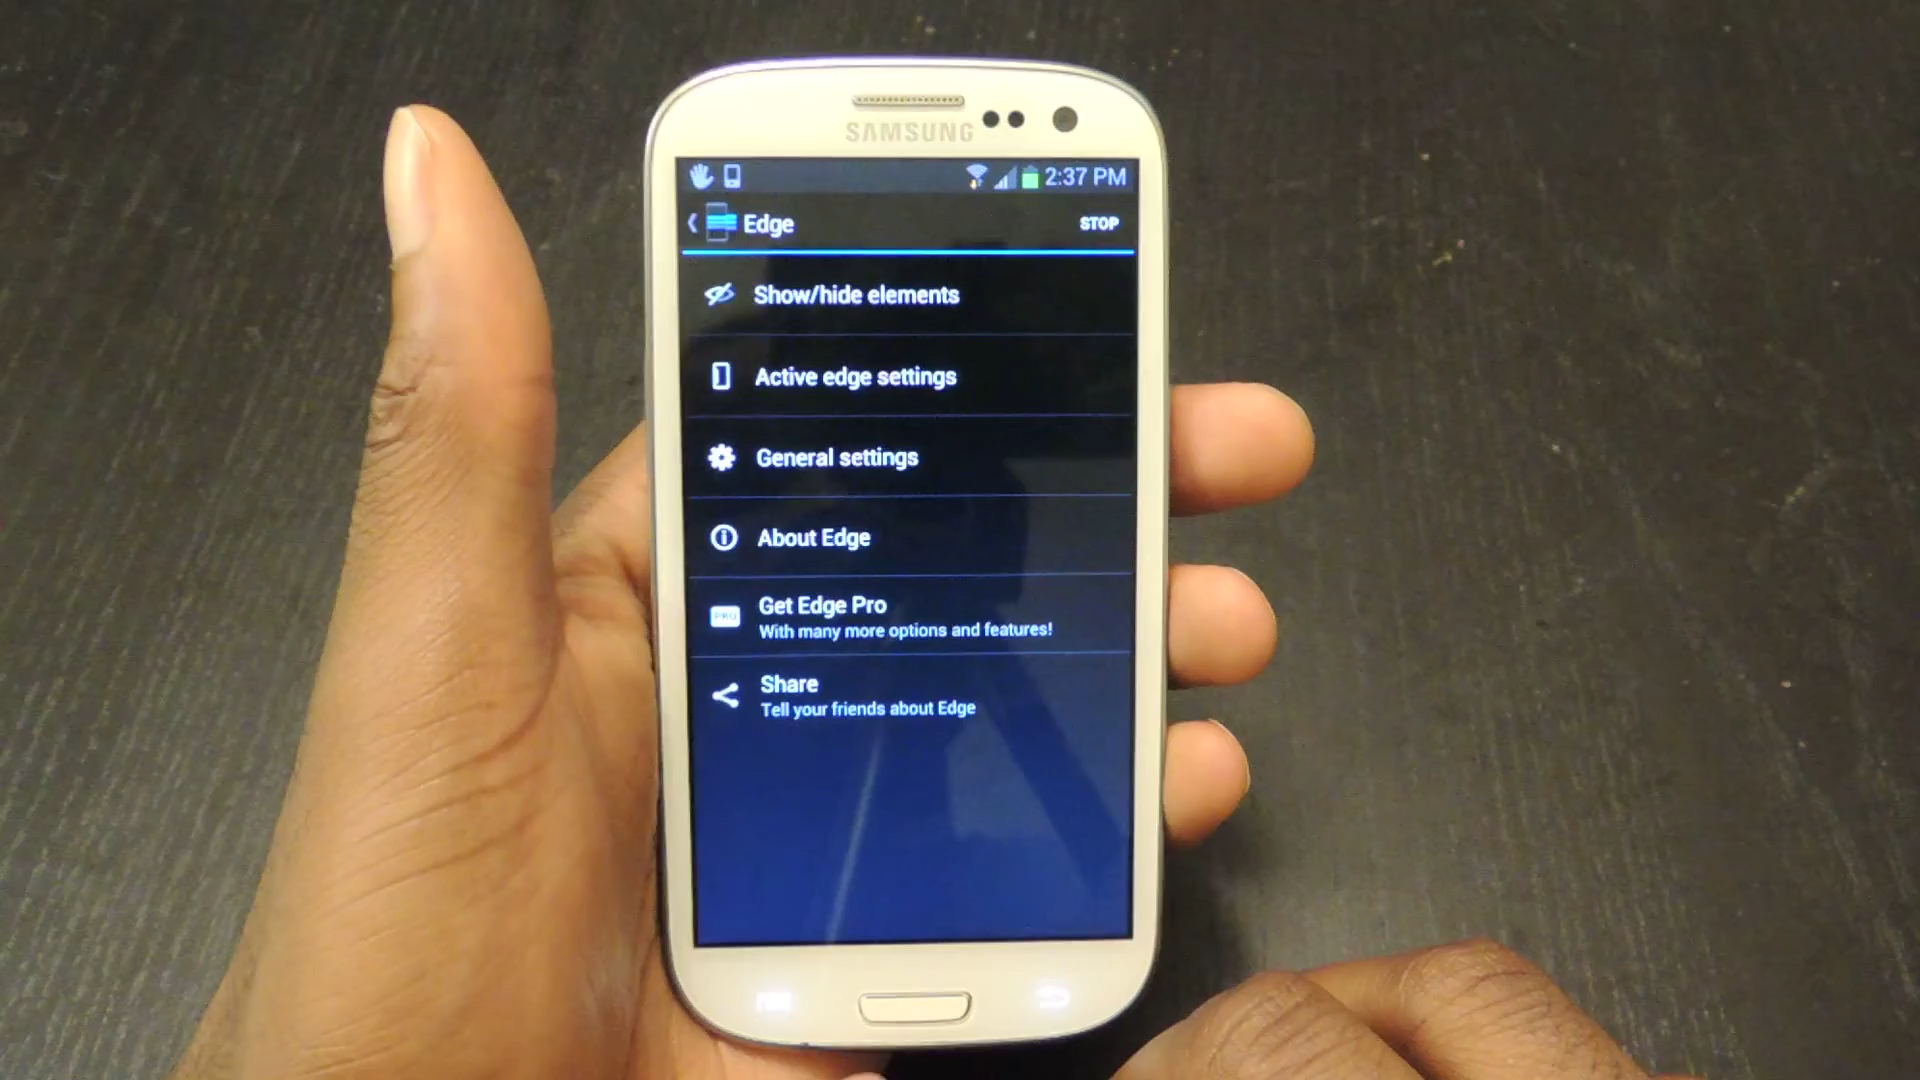 SAMSUNG
2:37 PM
Edge
STOP
Show/hide elements
Active edge settings
General settings
About Edge
PRO
Get Edge Pro
With many more options and features!
Share
Tell your friends about Edge